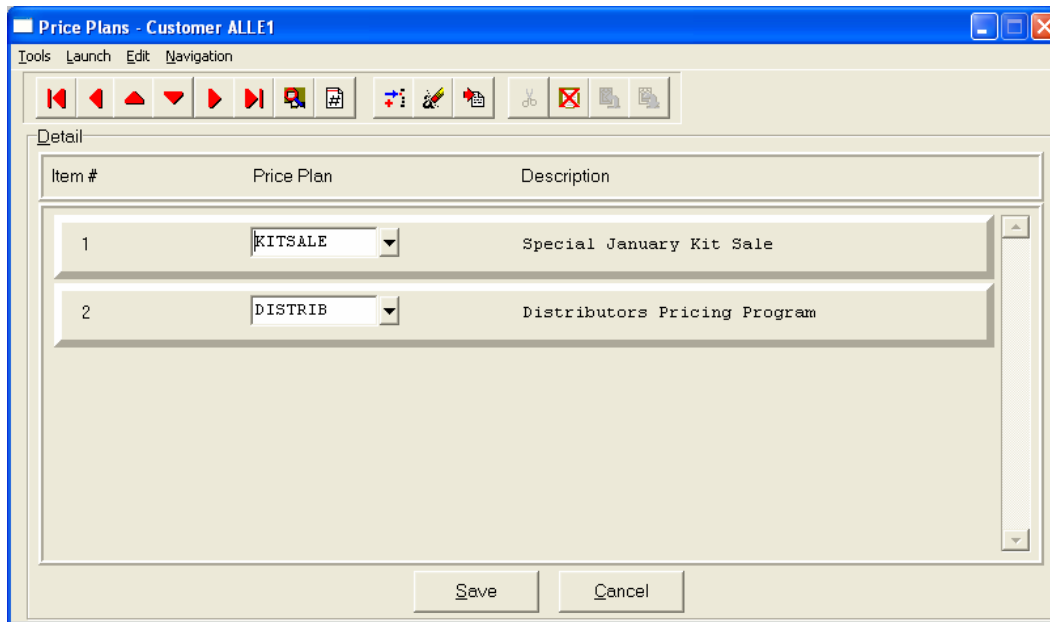 Price Plans - Customer ALLE1
Tools Launch Edit Navigation
#
Detail
Item # Price Plan Description
1 KITSALE Special January Kit Sale
2 DISTRIB Distributors Pricing Program
Save Cancel